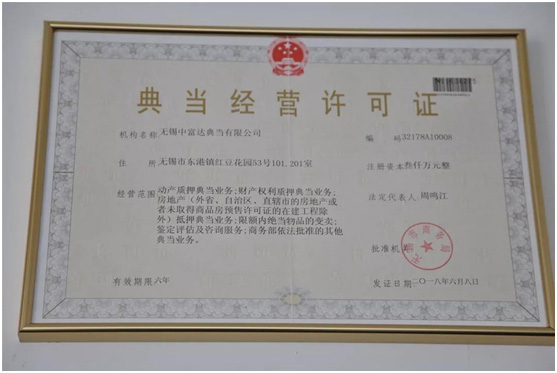 典当经营许可证
机构名称 无锡中富达典当有限公司
编 码 32178A10008
住 所 无锡市东港镇红豆花园53号101.201室
注册资本 叁仟万元整
经营范围 动产质押典当业务;财产权利质押典当业务;
房地产（外省、自治区、直辖市的房地产或
者未取得商品房预售许可证的在建工程除
外）抵押典当业务;限额内绝当物品的变卖;
鉴定评估及咨询服务;商务部依法批准的其他
典当业务。
法定代表人 周鸣江
批准机关
有效期限 六年
发证日期 二〇一八年六月八日